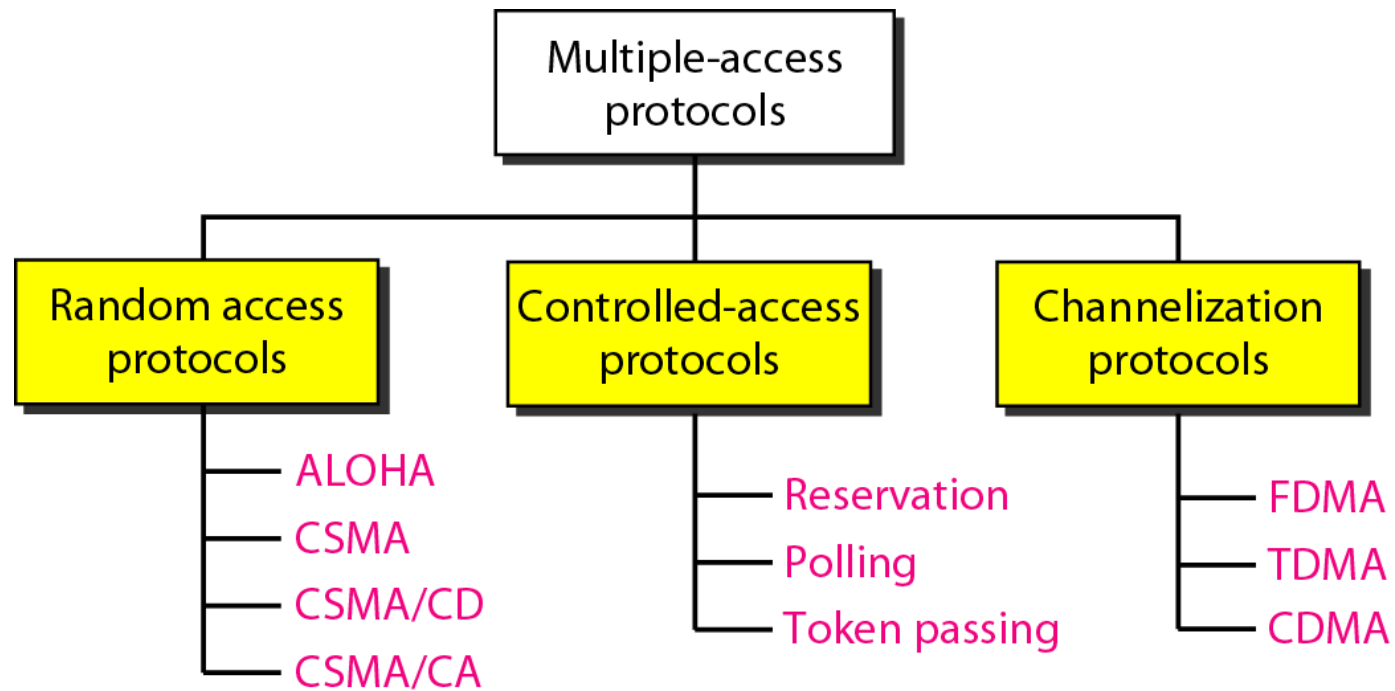 Multiple-access
protocols
Random access
protocols
Controlled-access
protocols
Channelization
protocols
ALOHA
CSMA
CSMA/CD
CSMA/CA
Reservation
Polling
Token passing
FDMA
TDMA
CDMA